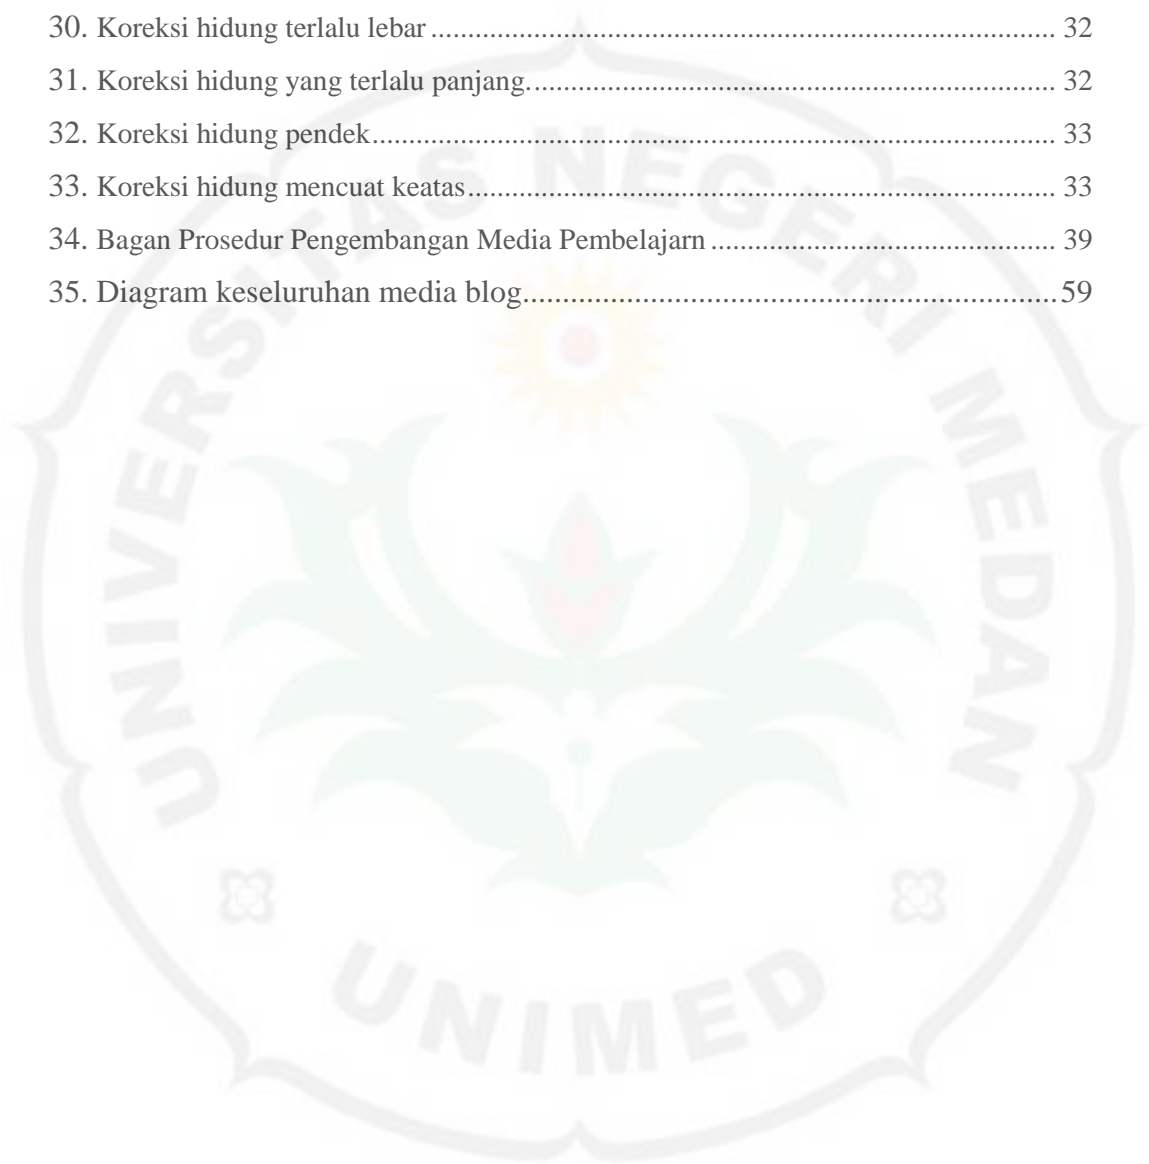 30. Koreksi hidung terlalu lebar ..................................................................................... 32
31. Koreksi hidung yang terlalu panjang. ....................................................................... 32
32. Koreksi hidung pendek ............................................................................................. 33
33. Koreksi hidung mencuat keatas ................................................................................ 33
34. Bagan Prosedur Pengembangan Media Pembelajarn ............................................... 39
35. Diagram keseluruhan media blog..................................................................... 59
UNIVERSITAS NEGERI MEDAN
UNIMED